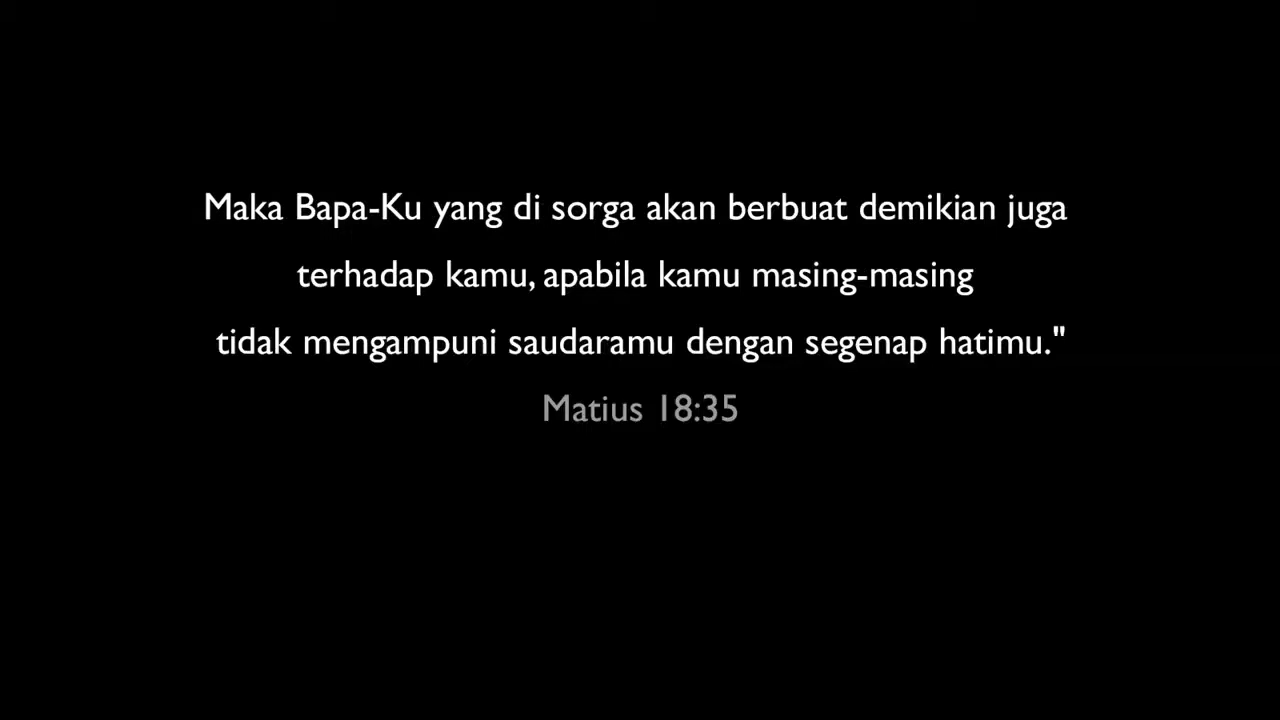 Maka Bapa-Ku yang di sorga akan berbuat demikian juga
terhadap kamu, apabila kamu masing-masing
tidak mengampuni saudaramu dengan segenap hatimu."
Matius 18:35